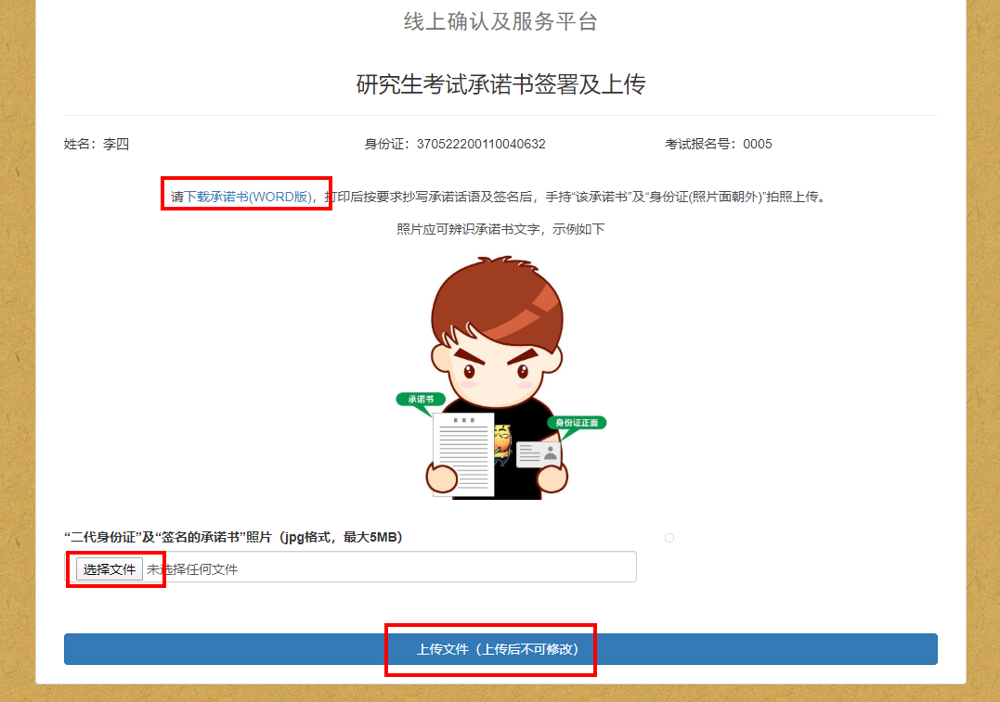 线上确认及服务平台
研究生考试承诺书签署及上传
姓名：李四 身份证：370522200110040632 考试报名号：0005
请下载承诺书(WORD版)，打印后按要求抄写承诺话语及签名后，手持“该承诺书”及“身份证(照片面朝外)”拍照上传。
照片应可辨识承诺书文字，示例如下
承诺书
身份证正面
“二代身份证”及“签名的承诺书”照片（jpg格式，最大5MB）
选择文件 未选择任何文件
上传文件（上传后不可修改）